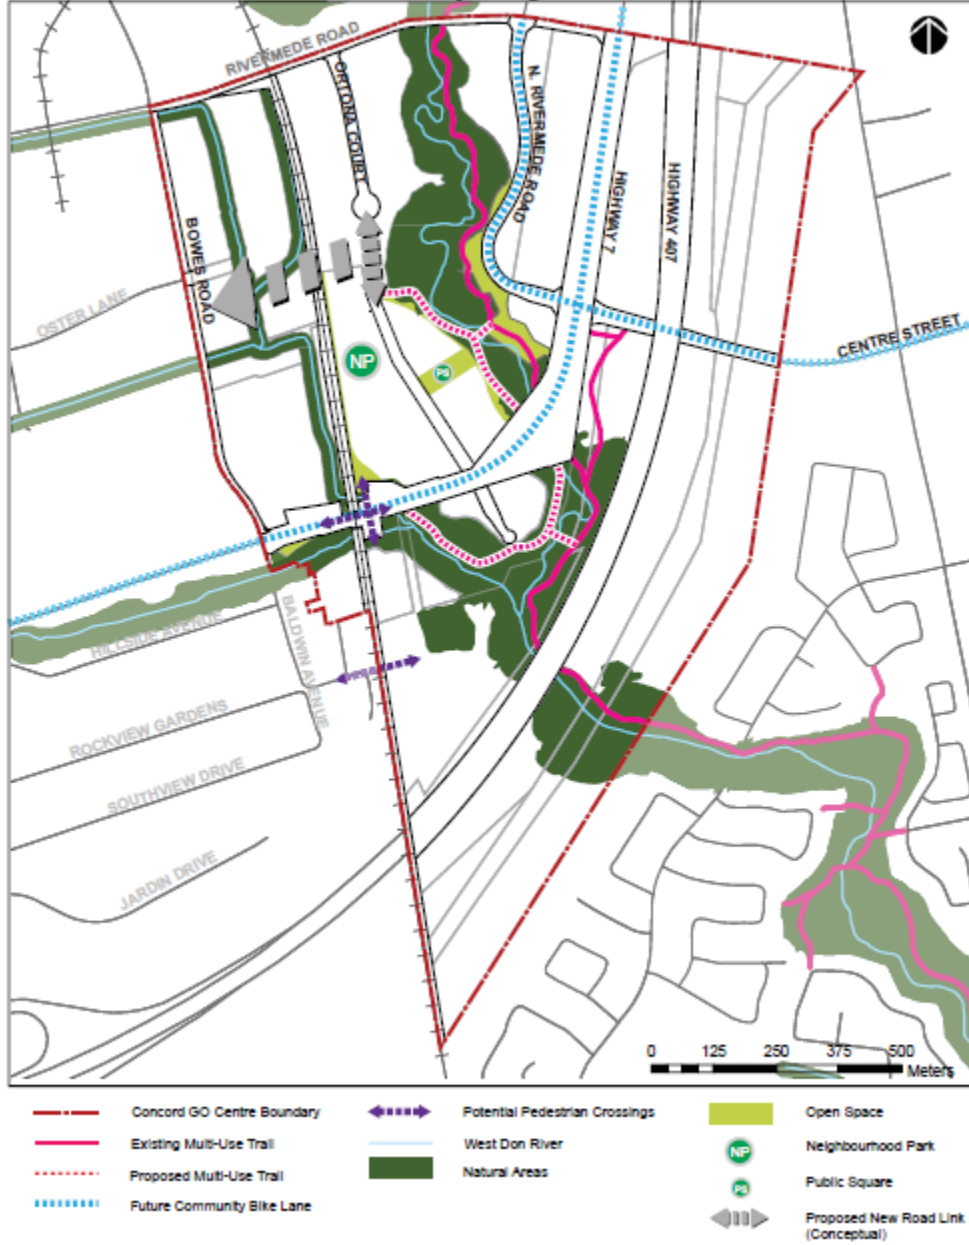 RIVERMEDE ROAD
ORTONA COURT
N. RIVERMEDE ROAD
HIGHWAY 7
HIGHWAY 407
BOWES ROAD
OSTER LANE
CENTRE STREET
NP
PS
HILLSIDE AVENUE
BALDWIN AVENUE
ROCKVIEW GARDENS
SOUTHVIEW DRIVE
JARDIN DRIVE
0 125 250 375 500
Meters
Concord GO Centre Boundary
Existing Multi-Use Trail
Proposed Multi-Use Trail
Future Community Bike Lane
Potential Pedestrian Crossings
West Don River
Natural Areas
Open Space
NP Neighbourhood Park
PS Public Square
Proposed New Road Link
(Conceptual)